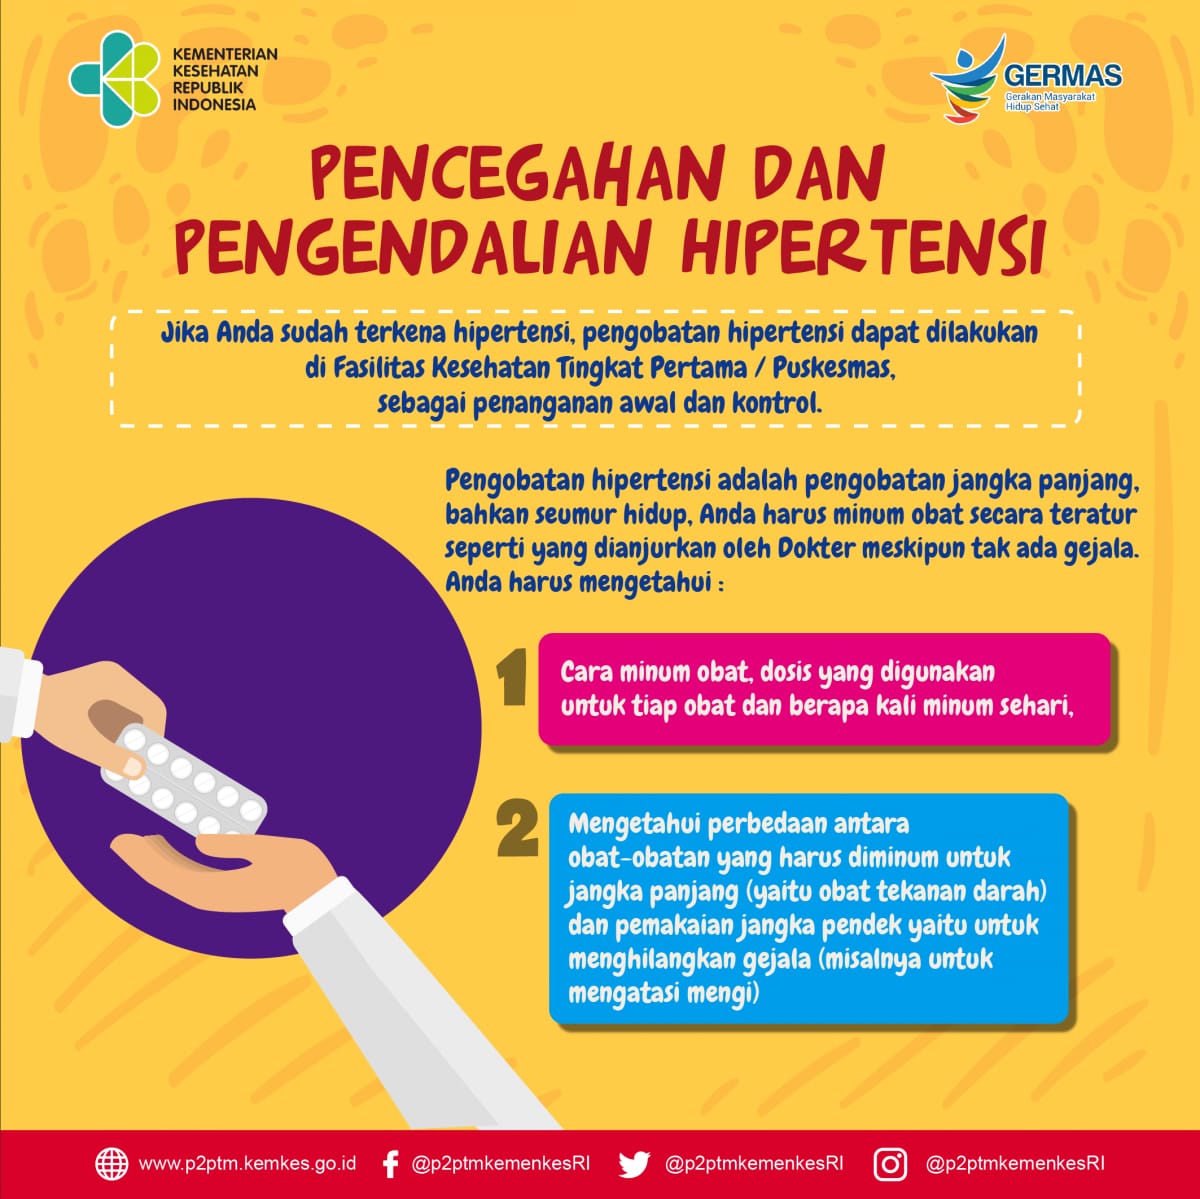 KEMENTERIAN
KESEHATAN
REPUBLIK
INDONESIA
GERMAS
Gerakan Masyarakat
Hidup Sehat
PENCEGAHAN DAN
PENGENDALIAN HIPERTENSI
Jika Anda sudah terkena hipertensi, pengobatan hipertensi dapat dilakukan
di Fasilitas Kesehatan Tingkat Pertama / Puskesmas,
sebagai penanganan awal dan kontrol.
Pengobatan hipertensi adalah pengobatan jangka panjang,
bahkan seumur hidup, Anda harus minum obat secara teratur
seperti yang dianjurkan oleh Dokter meskipun tak ada gejala.
Anda harus mengetahui :
1
Cara minum obat, dosis yang digunakan
untuk tiap obat dan berapa kali minum sehari,
2
Mengetahui perbedaan antara
obat-obatan yang harus diminum untuk
jangka panjang (yaitu obat tekanan darah)
dan pemakaian jangka pendek yaitu untuk
menghilangkan gejala (misalnya untuk
mengatasi mengi)
www.p2ptm.kemkes.go.id @p2ptmkemenkesRI @p2ptmkemenkesRI @p2ptmkemenkesRI